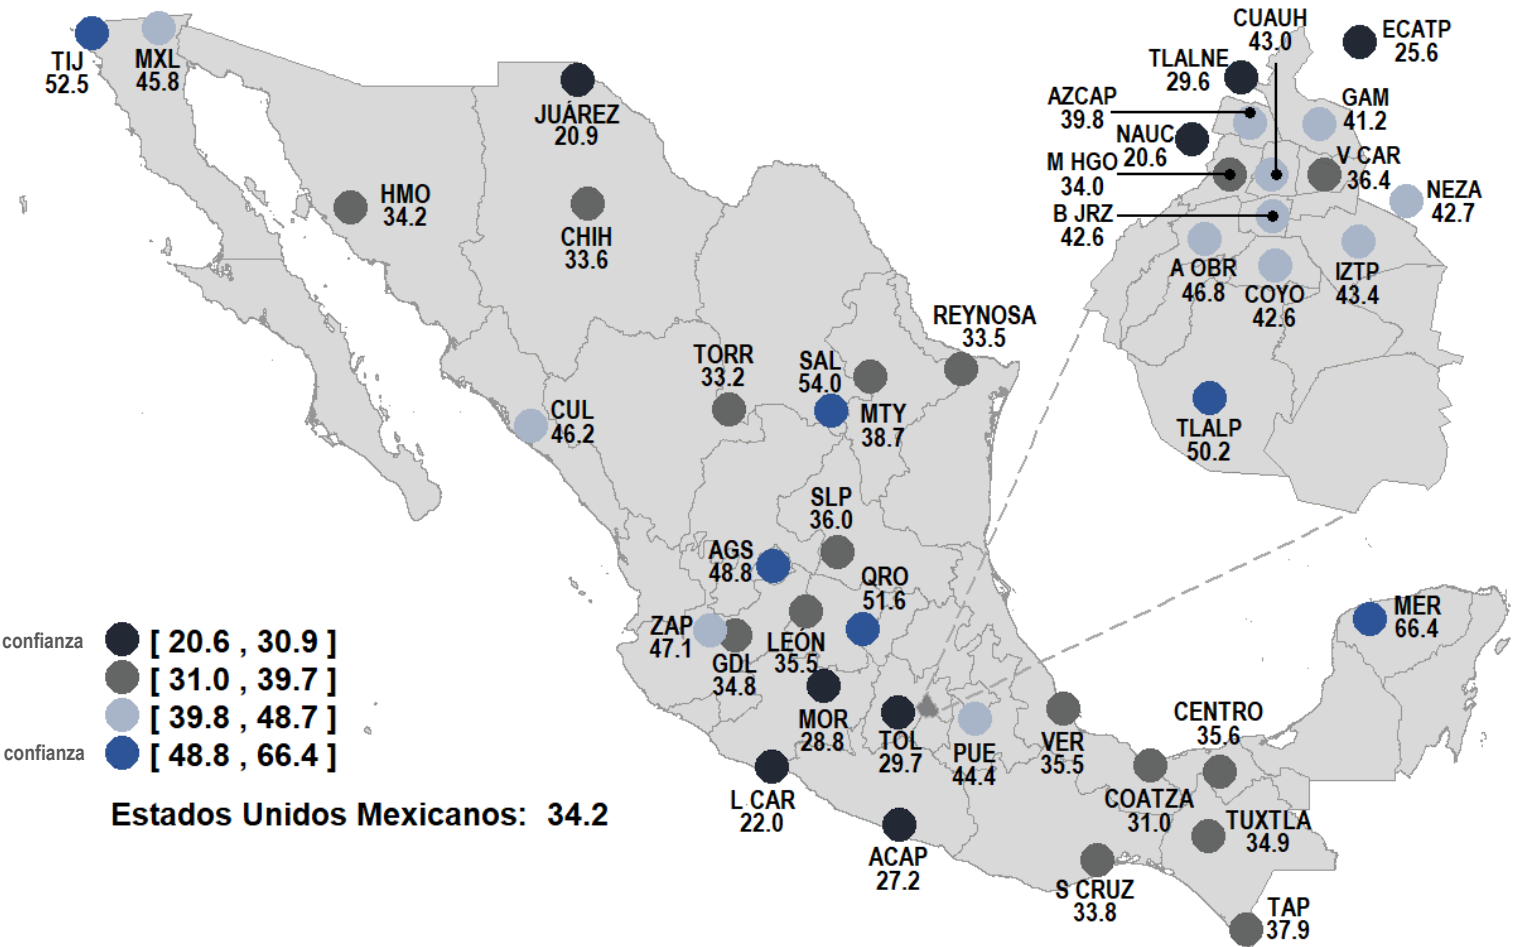 TIJ
52.5
MXL
45.8
JUÁREZ
20.9
HMO
34.2
CHIH
33.6
CUAUH
43.0
ECATP
25.6
TLALNE
29.6
AZCAP
39.8
GAM
41.2
NAUC
20.6
M HGO
34.0
V CAR
36.4
NEZA
42.7
B JRZ
42.6
A OBR
46.8
COYO
42.6
IZTP
43.4
TLALP
50.2
REYNOSA
33.5
TORR
33.2
SAL
54.0
MTY
38.7
CUL
46.2
SLP
36.0
AGS
48.8
QRO
51.6
ZAP
47.1
GDL
34.8
LEÓN
35.5
MOR
28.8
TOL
29.7
PUE
44.4
VER
35.5
L CAR
22.0
ACAP
27.2
MER
66.4
CENTRO
35.6
COATZA
31.0
TUXTLA
34.9
S CRUZ
33.8
TAP
37.9
confianza [ 20.6 , 30.9 ]
[ 31.0 , 39.7 ]
[ 39.8 , 48.7 ]
confianza [ 48.8 , 66.4 ]
Estados Unidos Mexicanos: 34.2